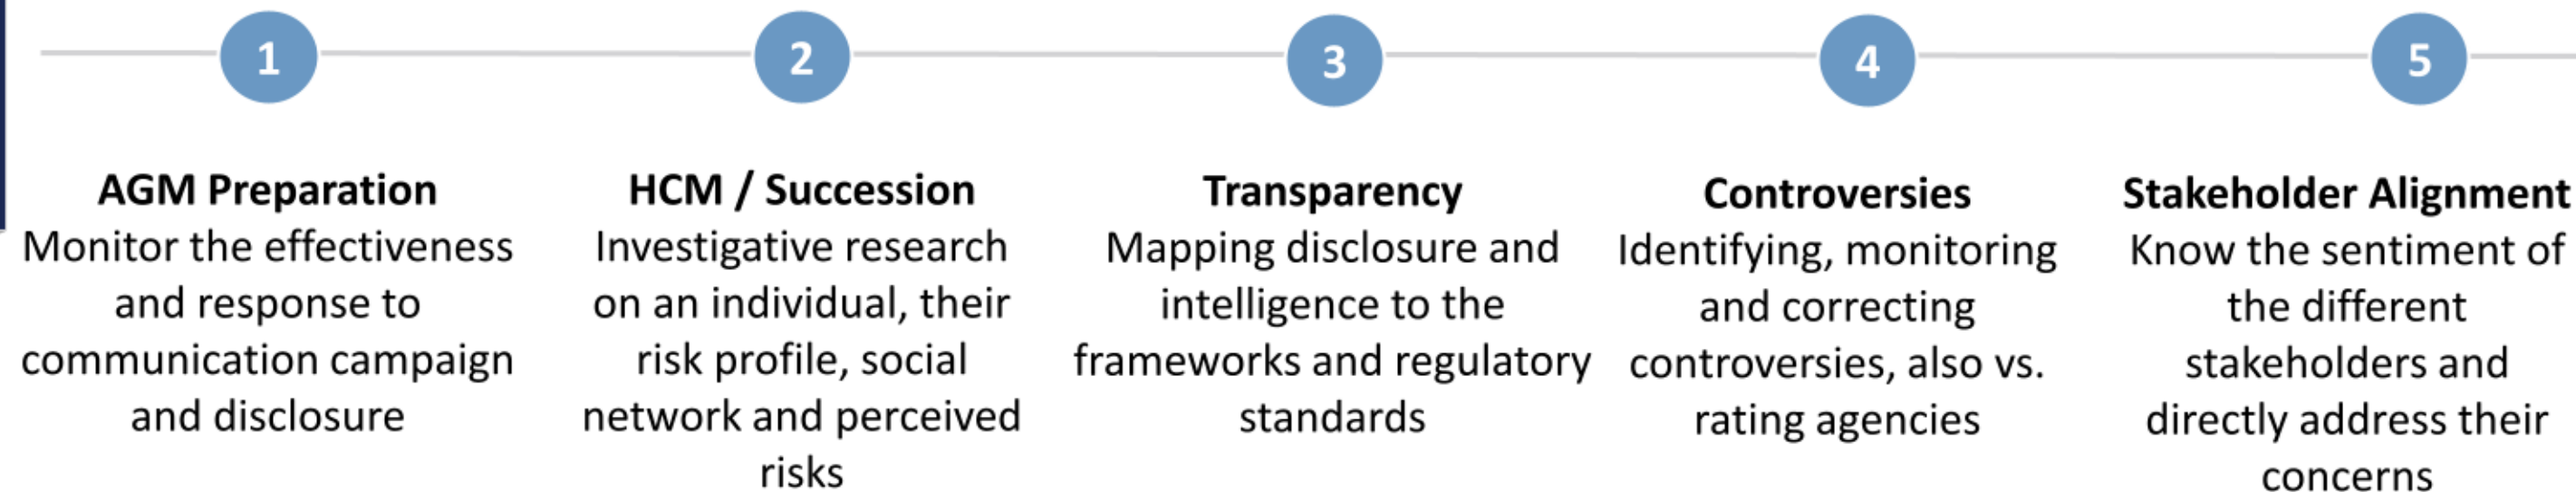 1
2
3
4
5
AGM Preparation
Monitor the effectiveness
and response to
communication campaign
and disclosure
HCM / Succession
Investigative research
on an individual, their
risk profile, social
network and perceived
risks
Transparency
Mapping disclosure and
intelligence to the
frameworks and regulatory
standards
Controversies
Identifying, monitoring
and correcting
controversies, also vs.
rating agencies
Stakeholder Alignment
Know the sentiment of
the different
stakeholders and
directly address their
concerns